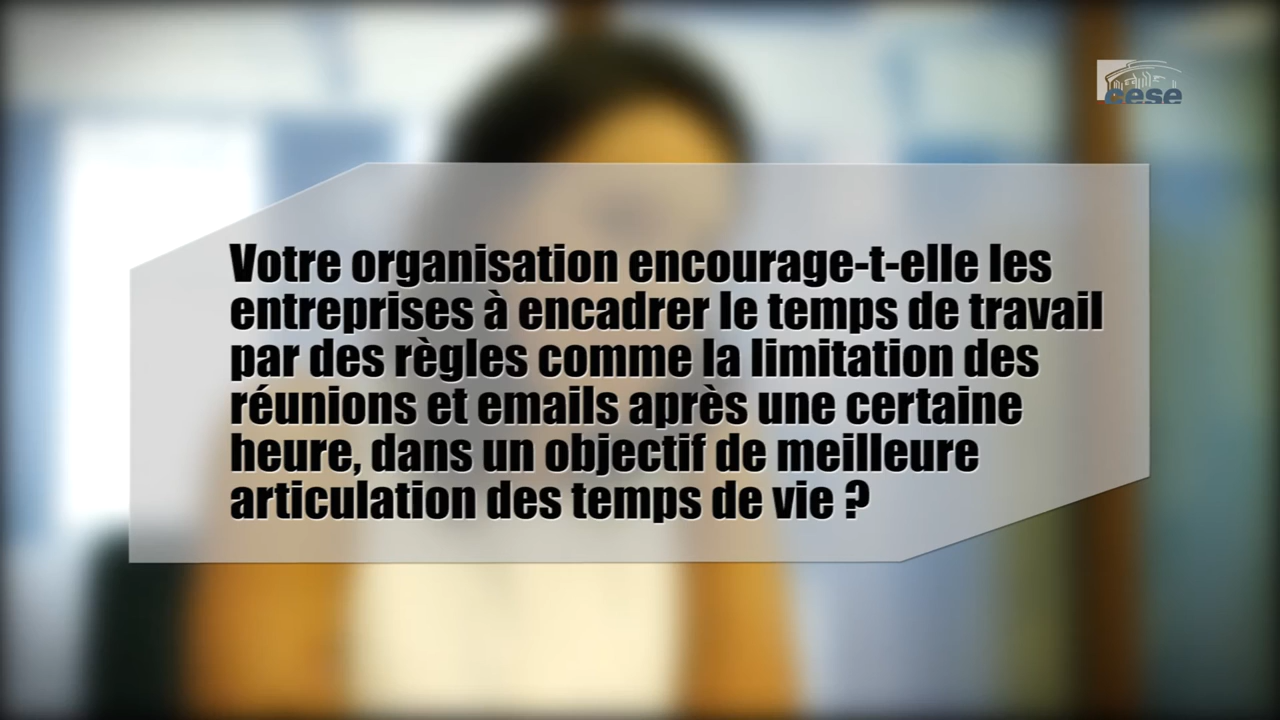 cese
Votre organisation encourage-t-elle les
entreprises à encadrer le temps de travail
par des règles comme la limitation des
réunions et emails après une certaine
heure, dans un objectif de meilleure
articulation des temps de vie ?